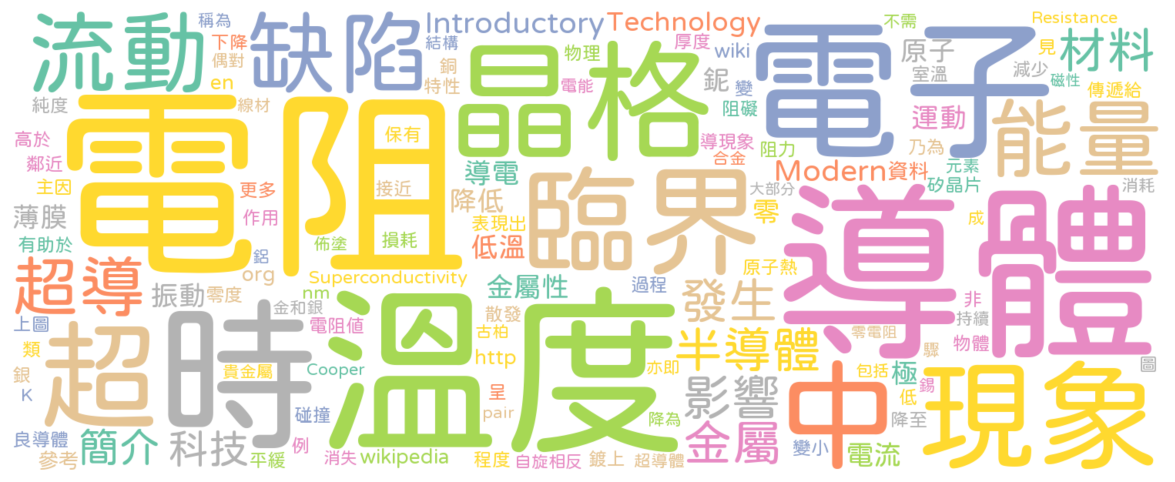 流動
稱為
下降
偶對
缺陷
Introductory
結構
銅
特性
Technology
物理
厚度
wiki
電能
鈮
變
阻礙
電子
不需
原子
室溫
Resistance
見
減少
材料
磁性
傳遞給
en
純度
線材
電阻
保有
晶格
運動
能量
高於
鄰近
主因
更多
接近
導電
導現象
阻力
合金
乃為
Modern
資料
元素
矽晶片
消耗
薄膜
作用
降低
臨界
大部分
零
有助於
佈塗
損耗
表現出
低溫
導體
超導
鋁
org
Superconductivity
原子熱
振動
零度
nm
金屬性
過程
發生
非
持續
金和銀
上圖
電阻值
散發
古柏
半導體
零電阻
物體
超
時
溫度
類
http
亦即
驟
圖
銀
貴金屬
Cooper
影響
中
包括
極
錫
現象
K
碰撞
呈
pair
降為
低
降至
良導體
簡介
科技
例
金屬
變小
電流
參考
平緩
消失
wikipedia
程度
自旋相反
鍍上
超導體
成